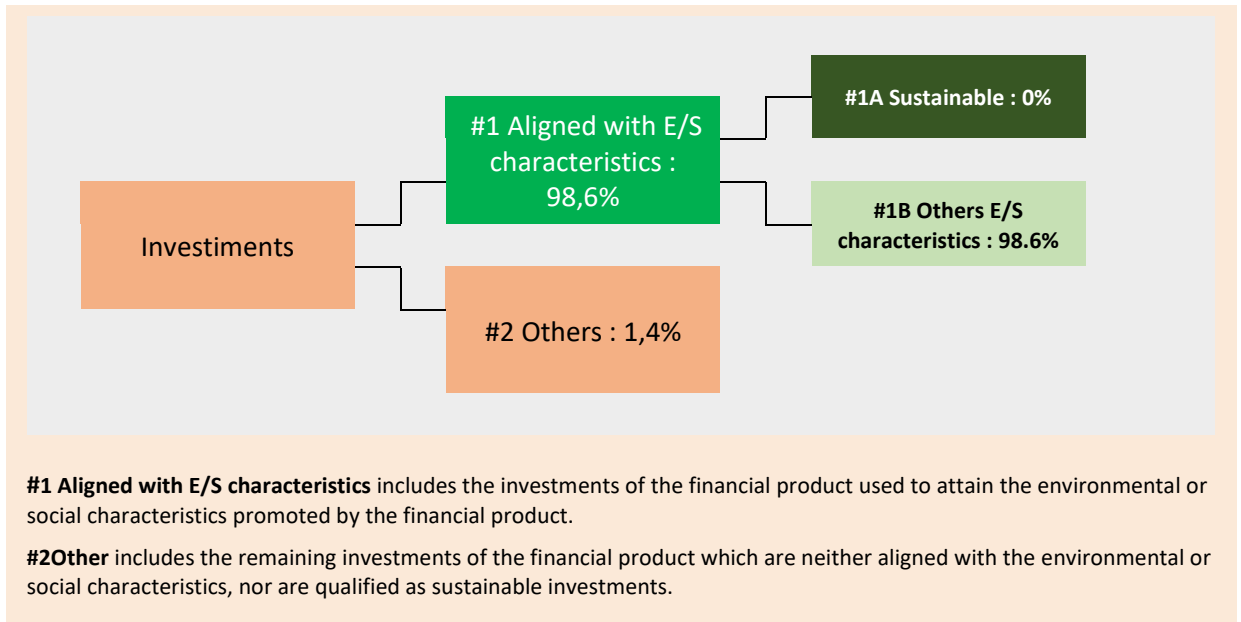 #1A Sustainable : 0%
#1 Aligned with E/S
characteristics :
98,6%
#1B Others E/S
characteristics : 98.6%
Investiments
#2 Others : 1,4%
#1 Aligned with E/S characteristics includes the investments of the financial product used to attain the environmental or
social characteristics promoted by the financial product.
#2Other includes the remaining investments of the financial product which are neither aligned with the environmental or
social characteristics, nor are qualified as sustainable investments.